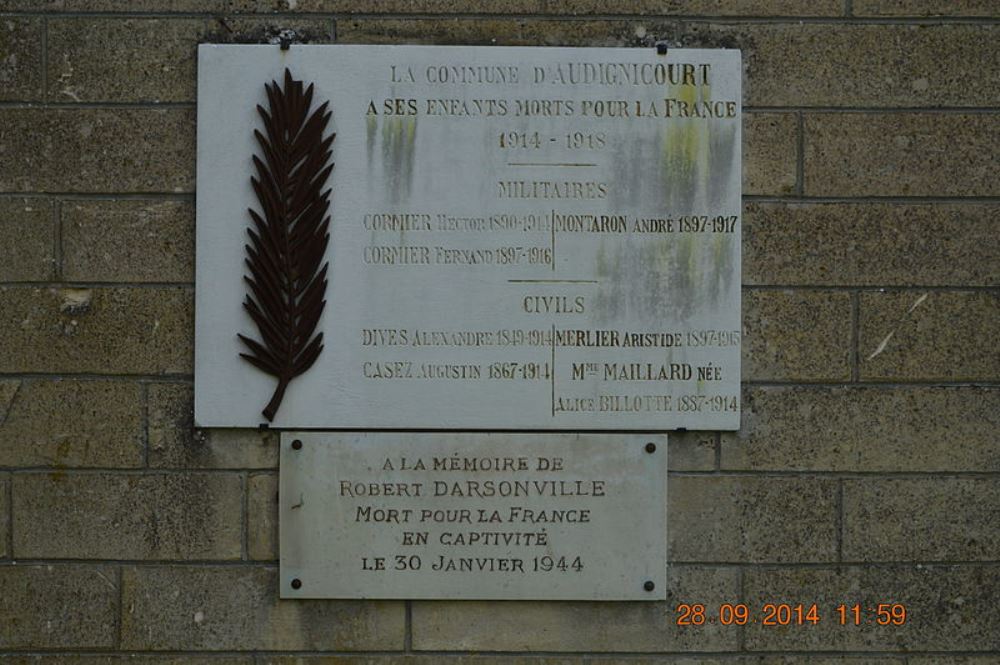 LA COMMUNE D'AUDIGNICOURT
A SES ENFANTS MORTS POUR LA FRANCE
1914 - 1918
MILITAIRES
CORMIER HECTOR 1890-1914
CORMIER FERNAND 1897-1916
MONTARON ANDRÉ 1897-1917
CIVILS
DIVES ALEXANDRE 1849-1914
CASEZ AUGUSTIN 1867-1914
MERLIER ARISTIDE 1897-1915
MME MAILLARD NÉE
ALICE BILLOTTE 1887-1914
A LA MÉMOIRE DE
ROBERT DARSONVILLE
MORT POUR LA FRANCE
EN CAPTIVITÉ
LE 30 JANVIER 1944
28.09.2014 11:59